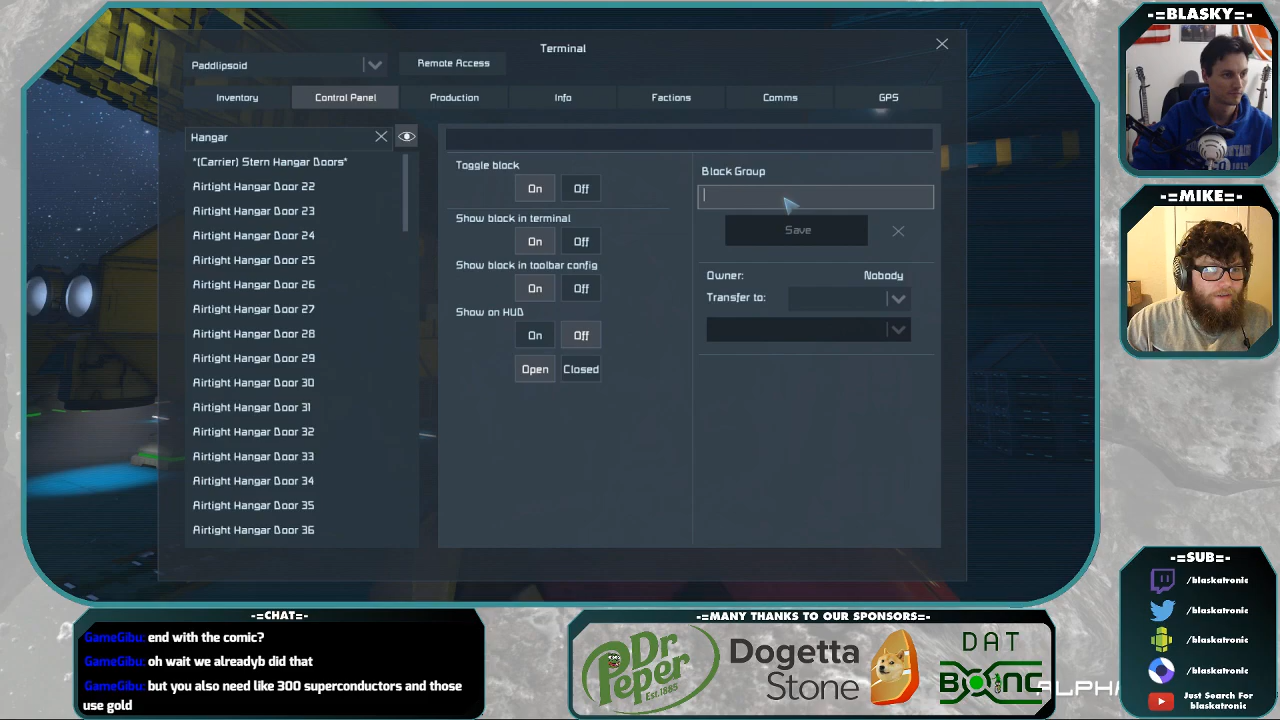 Terminal
Paddlipsoid
Remote Access
Inventory
Control Panel
Production
Info
Factions
Comms
GPS
Hangar
*(Carrier) Stern Hangar Doors*
Airtight Hangar Door 22
Airtight Hangar Door 23
Airtight Hangar Door 24
Airtight Hangar Door 25
Airtight Hangar Door 26
Airtight Hangar Door 27
Airtight Hangar Door 28
Airtight Hangar Door 29
Airtight Hangar Door 30
Airtight Hangar Door 31
Airtight Hangar Door 32
Airtight Hangar Door 33
Airtight Hangar Door 34
Airtight Hangar Door 35
Airtight Hangar Door 36
Toggle block
On Off
Show block in terminal
On Off
Show block in toolbar config
On Off
Show on HUD
On Off
Open Closed
Block Group
Save
Owner: Nobody
Transfer to:
-=BLASKY=-
-=MIKE=-
-=SUB=-
/blaskatronic
/blaskatronic
/blaskatronic
/blaskatronic
Just Search For
blaskatronic
-=CHAT=-
GameGibu: end with the comic?
GameGibu: oh wait we alreadyb did that
GameGibu: but you also need like 300 superconductors and those
use gold
-=MANY THANKS TO OUR SPONSORS=-
Dr
Peper
EST. 1885
Dogetta
Stone
DAT
BOINC
ALPHA